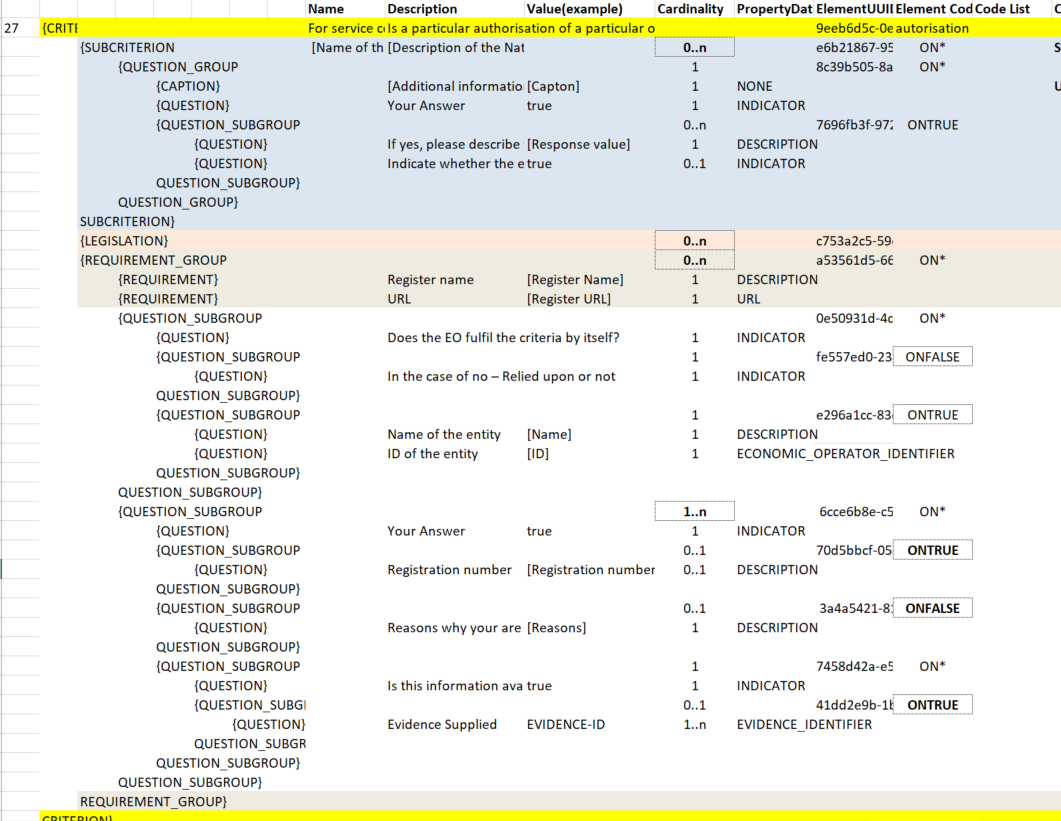 Name Description Value(example) Cardinality PropertyDat ElementUUII Element Cod Code List
27 {CRITE For service o Is a particular authorisation of a particular o 9eeb6d5c-0e autorisation
{SUBCRITERION [Name of th [Description of the Nat 0..n e6b21867-95 ON* S
{QUESTION_GROUP 1 8c39b505-8a ON*
{CAPTION} [Additional informatio [Capton] 1 NONE U
{QUESTION} Your Answer true 1 INDICATOR
{QUESTION_SUBGROUP 0..n 7696fb3f-972 ONTRUE
{QUESTION} If yes, please describe [Response value] 1 DESCRIPTION
{QUESTION} Indicate whether the e true 0..1 INDICATOR
QUESTION_SUBGROUP}
QUESTION_GROUP}
SUBCRITERION}
{LEGISLATION} 0..n c753a2c5-59
{REQUIREMENT_GROUP 0..n a53561d5-66 ON*
{REQUIREMENT} Register name [Register Name] 1 DESCRIPTION
{REQUIREMENT} URL [Register URL] 1 URL
{QUESTION_SUBGROUP 0e50931d-4c ON*
{QUESTION} Does the EO fulfil the criteria by itself? 1 INDICATOR
{QUESTION_SUBGROUP 1 fe557ed0-23 ONFALSE
{QUESTION} In the case of no – Relied upon or not 1 INDICATOR
QUESTION_SUBGROUP}
{QUESTION_SUBGROUP 1 e296a1cc-83 ONTRUE
{QUESTION} Name of the entity [Name] 1 DESCRIPTION
{QUESTION} ID of the entity [ID] 1 ECONOMIC_OPERATOR_IDENTIFIER
QUESTION_SUBGROUP}
QUESTION_SUBGROUP}
{QUESTION_SUBGROUP 1..n 6cce6b8e-c5 ON*
{QUESTION} Your Answer true 1 INDICATOR
{QUESTION_SUBGROUP 0..1 70d5bbcf-05 ONTRUE
{QUESTION} Registration number [Registration number 0..1 DESCRIPTION
QUESTION_SUBGROUP}
{QUESTION_SUBGROUP 0..1 3a4a5421-8 ONFALSE
{QUESTION} Reasons why your are [Reasons] 1 DESCRIPTION
QUESTION_SUBGROUP}
{QUESTION_SUBGROUP 1 7458d42a-e5 ON*
{QUESTION} Is this information ava true 1 INDICATOR
{QUESTION_SUBG 0..1 41dd2e9b-1b ONTRUE
{QUESTION} Evidence Supplied EVIDENCE-ID 1..n EVIDENCE_IDENTIFIER
QUESTION_SUBGR
QUESTION_SUBGROUP}
QUESTION_SUBGROUP}
REQUIREMENT_GROUP}
CRITERION}